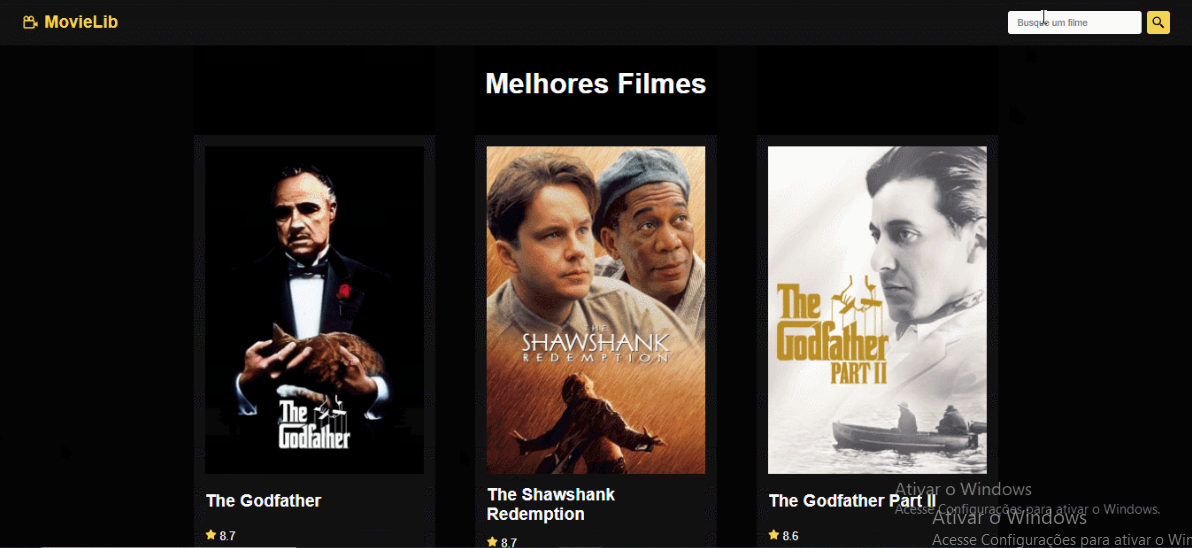 MovieLib
Busque um filme
Melhores Filmes
The
Godfather
THE
SHAWSHANK
REDEMPTION
The
Godfather
PART II
The Godfather
The Shawshank
Redemption
The Godfather Part II
8.7
8.7
8.6
Ativar o Windows
Acesse Configurações para ativar o Windows.
Ativar o Windows
Acesse Configurações para ativar o Win